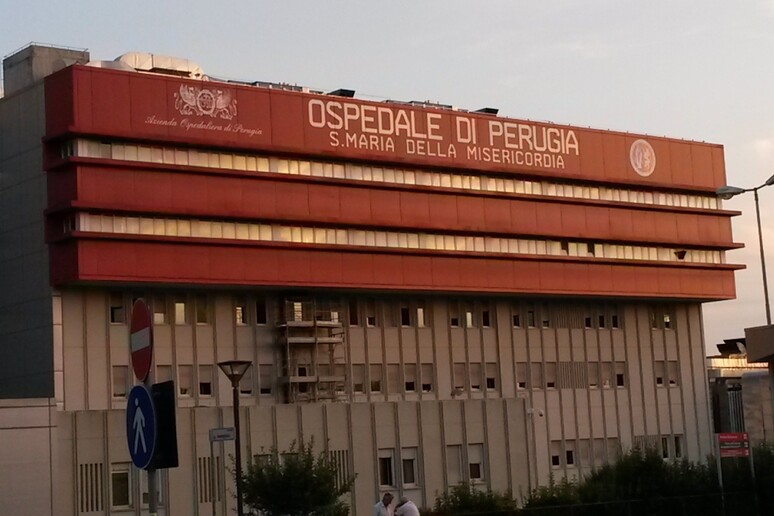 Azienda Ospedaliera di Perugia
OSPEDALE DI PERUGIA
S.MARIA DELLA MISERICORDIA